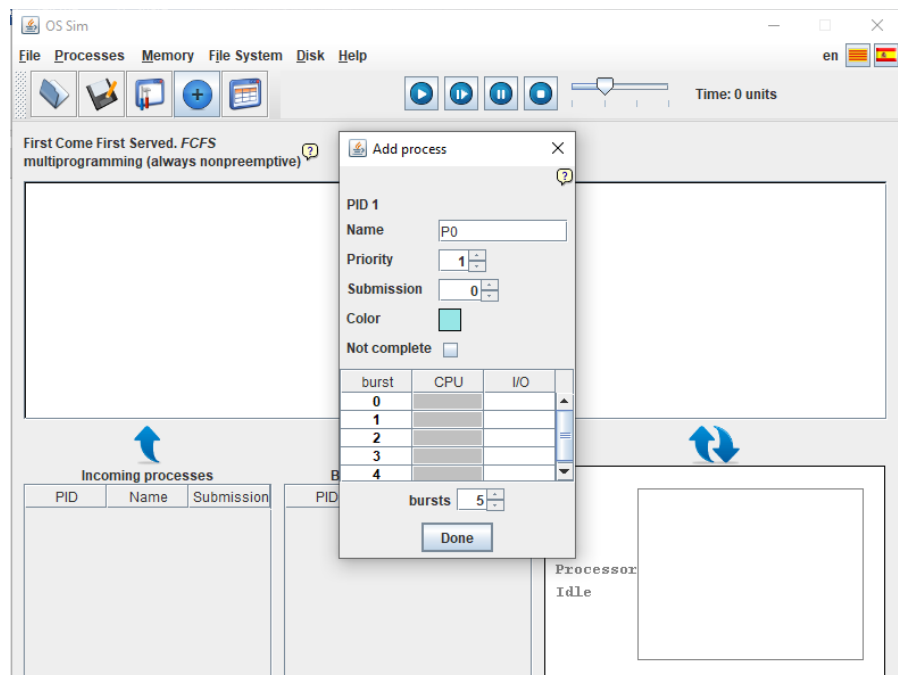 OS Sim
File Processes Memory File System Disk Help
en
Time: 0 units
First Come First Served. FCFS
multiprogramming (always nonpreemptive)
?
Add process
?
PID 1
Name P0
Priority 1
Submission 0
Color
Not complete
burst CPU I/O
0
1
2
3
4
bursts 5
Done
Incoming processes
PID Name Submission
B
PID
Processor
Idle